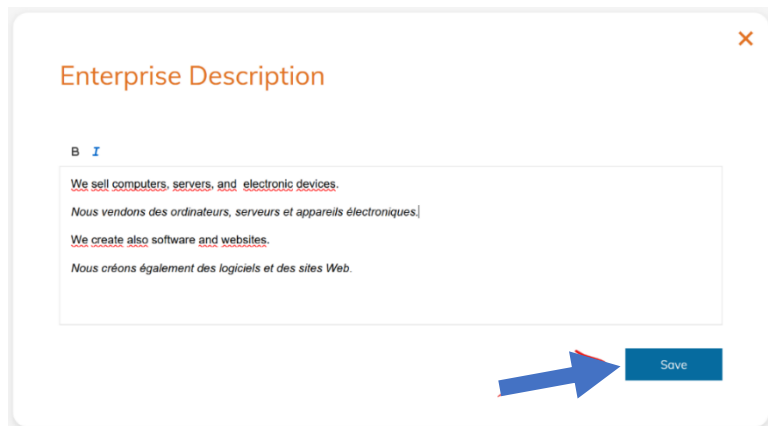 Enterprise Description
B I
We sell computers, servers, and electronic devices.
Nous vendons des ordinateurs, serveurs et appareils électroniques.
We create also software and websites.
Nous créons également des logiciels et des sites Web.
Save